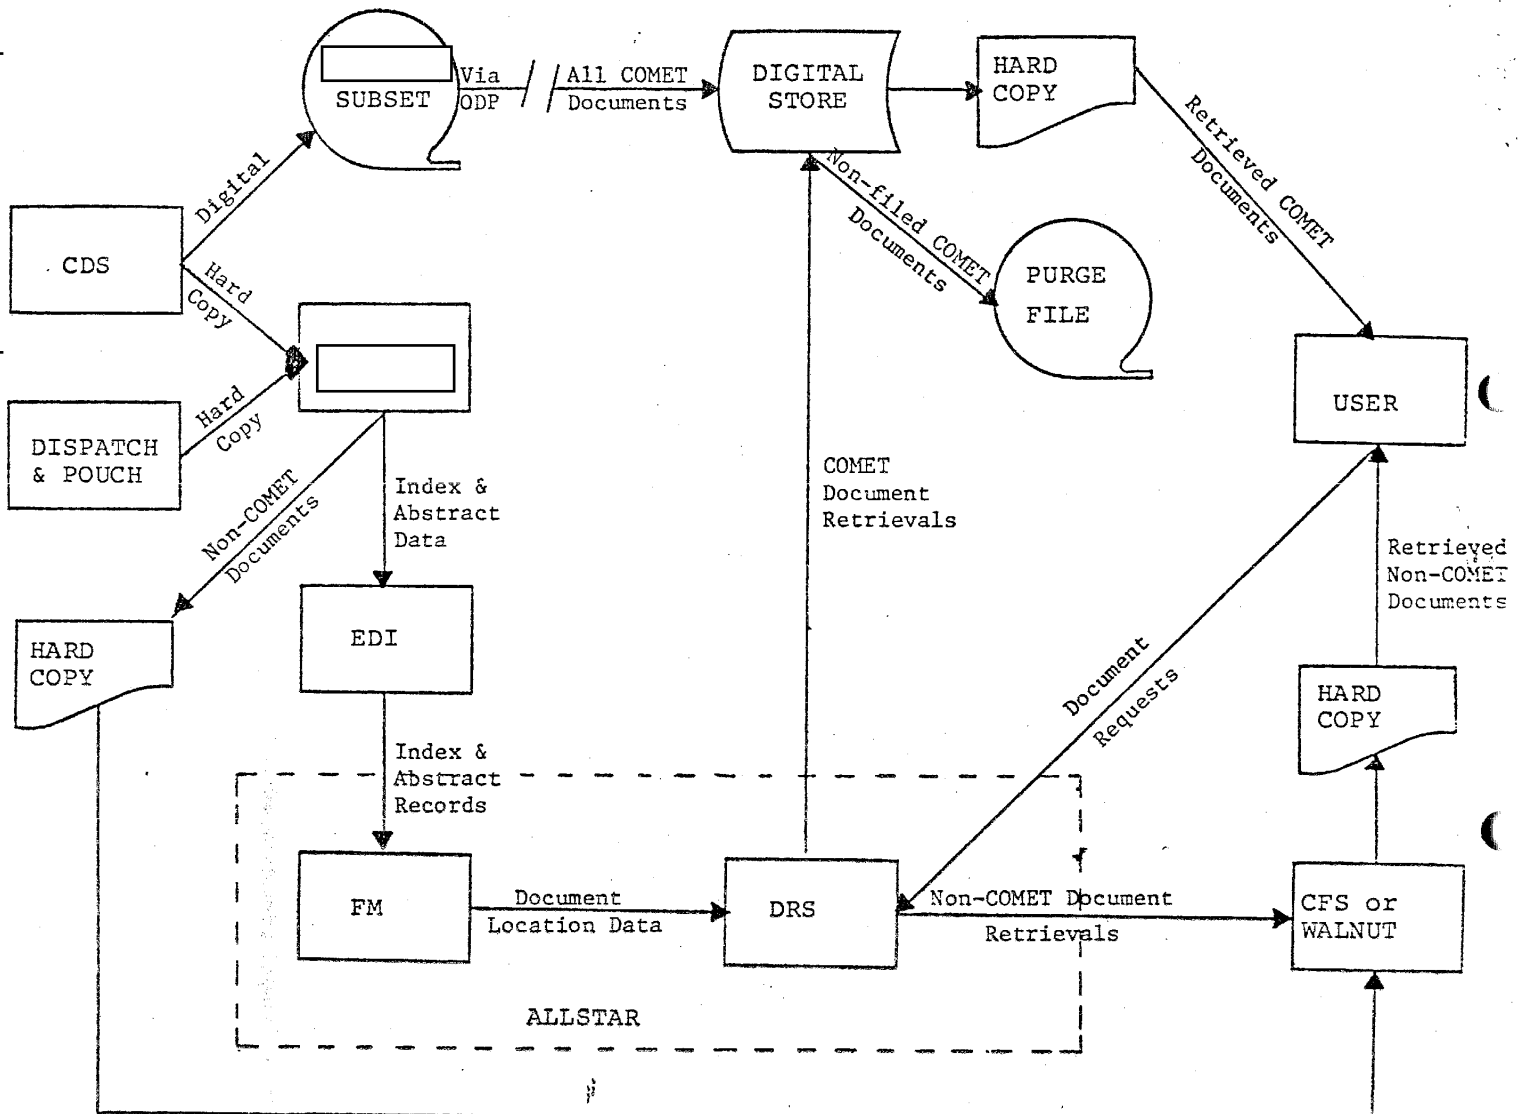 SUBSET
Via
ODP
All COMET
Documents
DIGITAL
STORE
HARD
COPY
Retrieved COMET
Documents
Digital
CDS
Hard
Copy
Non-filed COMET
Documents
PURGE
FILE
USER
DISPATCH
& POUCH
Hard
Copy
Non-COMET
Documents
Index &
Abstract
Data
COMET
Document
Retrievals
Retrieved
Non-COMET
Documents
HARD
COPY
EDI
Document
Requests
HARD
COPY
Index &
Abstract
Records
FM
Document
Location Data
DRS
Non-COMET Document
Retrievals
CFS or
WALNUT
ALLSTAR